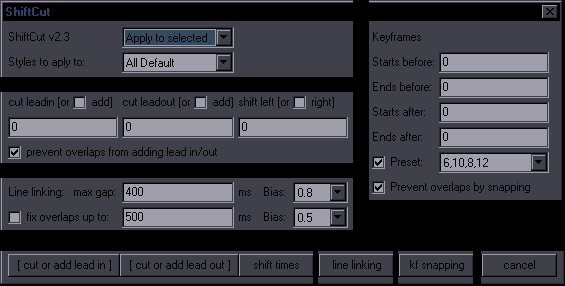 ShiftCut
ShiftCut v2.3 Apply to selected
Styles to aply to: All Default
cut leadin [or add] cut leadout [or add] shift left [or right]
0 0 0
prevent overlaps from adding lead in/out
Line linking: max gap: 400 ms Bias: 0.8
fix overlaps up to: 500 ms Bias: 0.5
Keyframes
Starts before: 0
Ends before: 0
Starts after: 0
Ends after: 0
Preset: 6,10,8,12
Prevent overlaps by snapping
[ cut or add lead in ] [ cut or add lead out ] shift times line linking kf snapping cancel